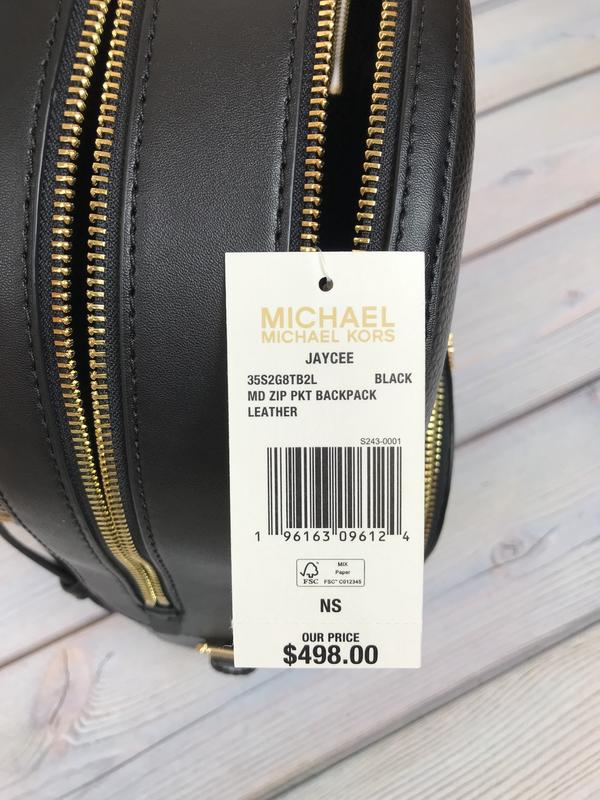 MICHAEL
MICHAEL KORS
JAYCEE
35S2G8TB2L BLACK
MD ZIP PKT BACKPACK
LEATHER
S243-0001
1 96163 09612 4
MIX
Paper
FSC FSC™ C012345
NS
OUR PRICE
$498.00